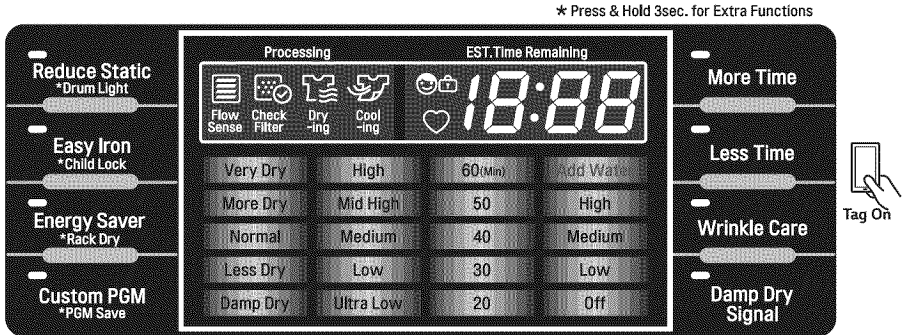 * Press & Hold 3sec. for Extra Functions
Reduce Static
*Drum Light
Easy Iron
*Child Lock
Energy Saver
*Rack Dry
Custom PGM
*PGM Save
Processing EST.Time Remaining
Flow Sense
Check Filter
Dry -ing
Cool -ing
18:88
Very Dry High 60(Min) Add Water
More Dry Mid High 50 High
Normal Medium 40 Medium
Less Dry Low 30 Low
Damp Dry Ultra Low 20 Off
More Time
Less Time
Wrinkle Care
Damp Dry
Signal
Tag On